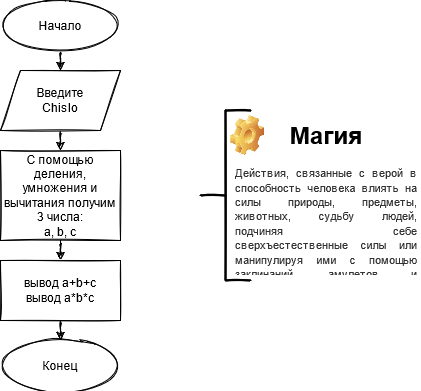 Начало
Введите
Chislo
С помощью
деления,
умножения и
вычитания получим
3 числа:
a, b, c
вывод a+b+c
вывод a*b*c
Конец
Магия
Действия, связанные с верой в
способность человека влиять на
силы природы, предметы,
животных, судьбу людей,
подчиняя себе
сверхъестественные силы или
манипулируя ими с помощью
заклинаний, амулетов и